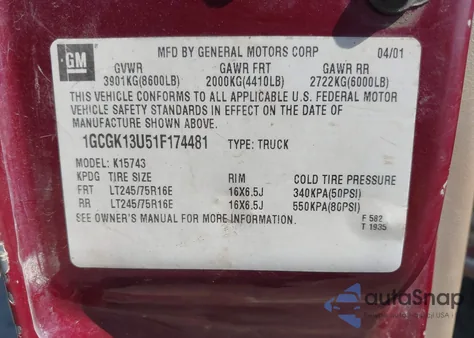 GM
MFD BY GENERAL MOTORS CORP 04/01
GVWR GAWR FRT GAWR RR
3901KG(8600LB) 2000KG(4410LB) 2722KG(6000LB)
THIS VEHICLE CONFORMS TO ALL APPLICABLE U.S. FEDERAL MOTOR
VEHICLE SAFETY STANDARDS IN EFFECT ON THE DATE OF
MANUFACTURE SHOWN ABOVE.
1GCGK13U51F174481 TYPE: TRUCK
MODEL: K15743
KPDG TIRE SIZE RIM COLD TIRE PRESSURE
FRT LT245/75R16E 16X6.5J 340KPA(50PSI)
RR LT245/75R16E 16X6.5J 550KPA(80PSI)
SEE OWNER'S MANUAL FOR MORE INFORMATION.
F 582
T 1935
autoSnap